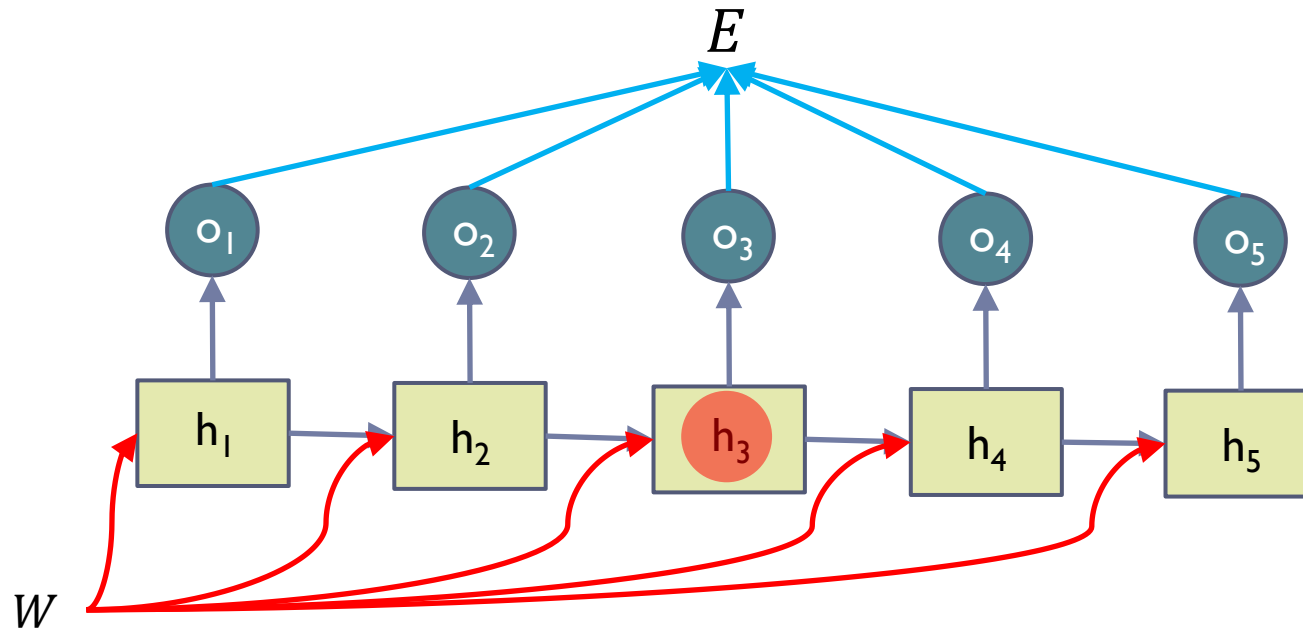 E
o₁ o₂ o₃ o₄ o₅
h₁ h₂ h₃ h₄ h₅
W